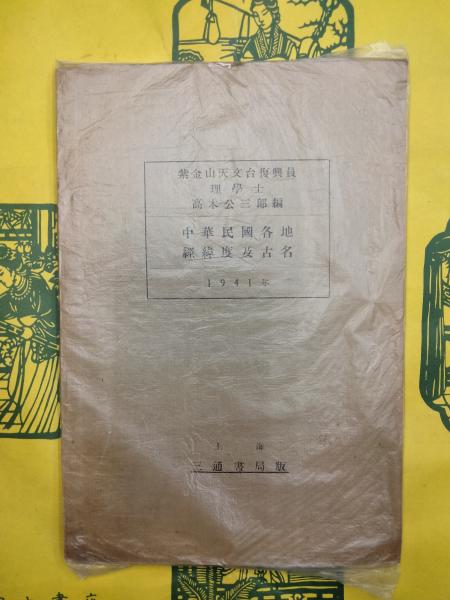 紫金山天文台復興員
理學士
高木公三郎編
中華民國各地
經緯度及古名
1941年
上海
三通書局版